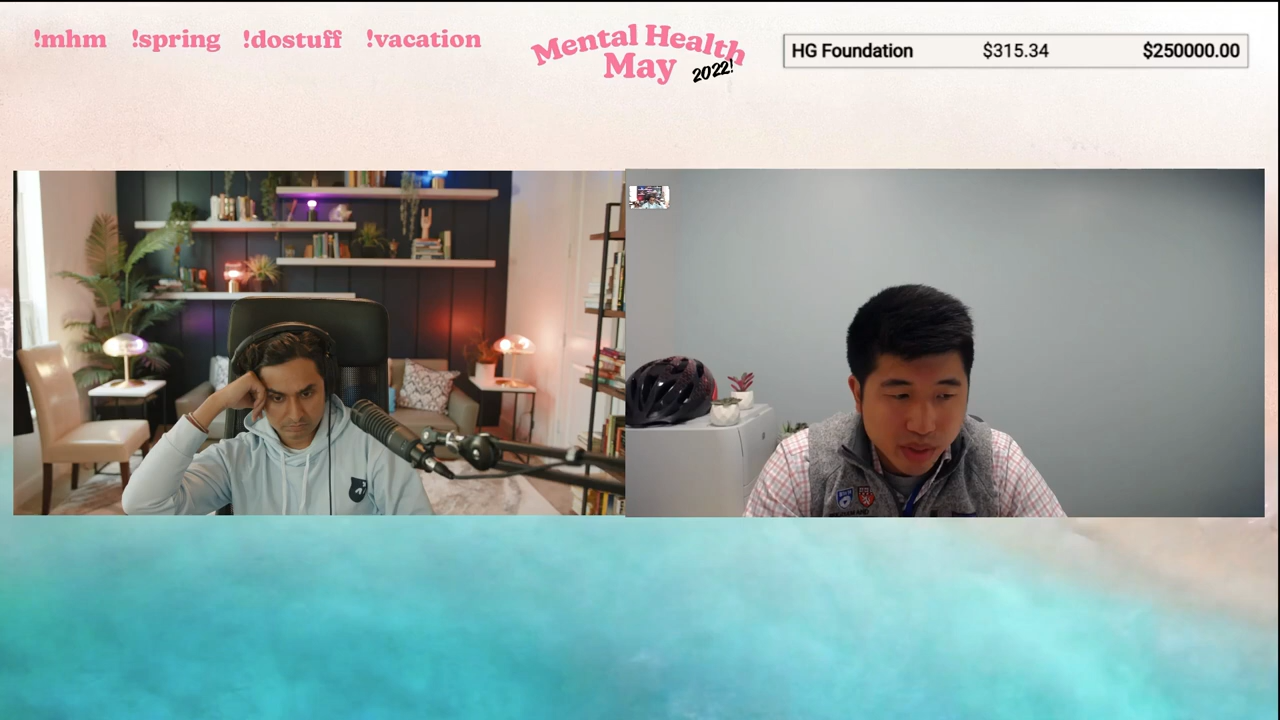 !mhm !spring !dostuff !vacation
Mental Health
May 2022!
HG Foundation $315.34 $250000.00